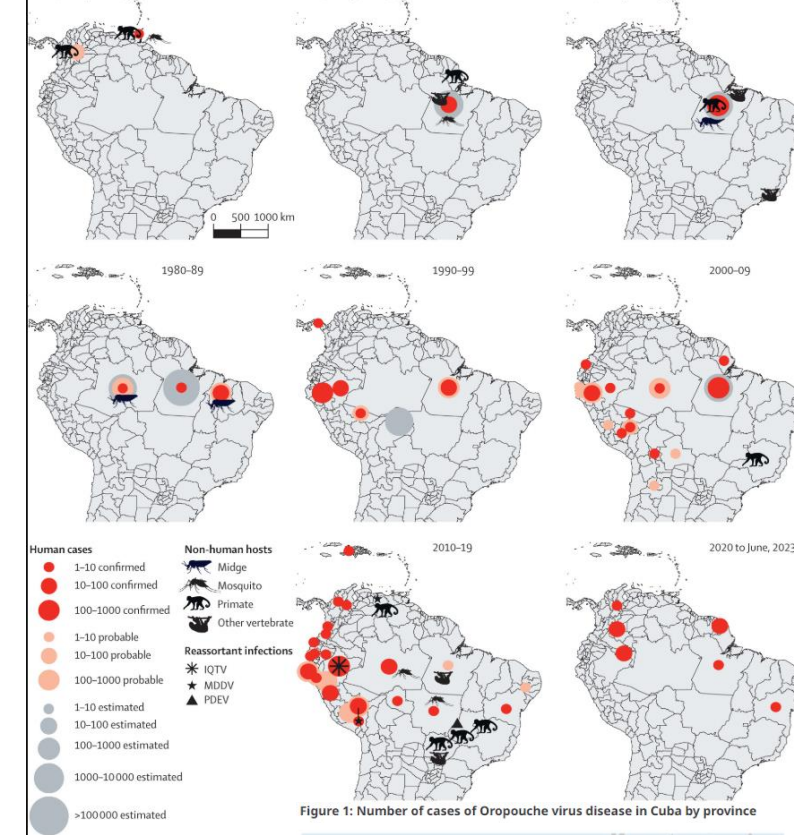 0 500 1000 km
1980–89
1990–99
2000–09
Human cases
1–10 confirmed
10–100 confirmed
100–1000 confirmed
1–10 probable
10–100 probable
100–1000 probable
1–10 estimated
10–100 estimated
100–1000 estimated
1000–10 000 estimated
>100 000 estimated
Non-human hosts
Midge
Mosquito
Primate
Other vertebrate
Reassortant infections
IQTV
MDDV
PDEV
2010–19
2020 to June, 2023
Figure 1: Number of cases of Oropouche virus disease in Cuba by province